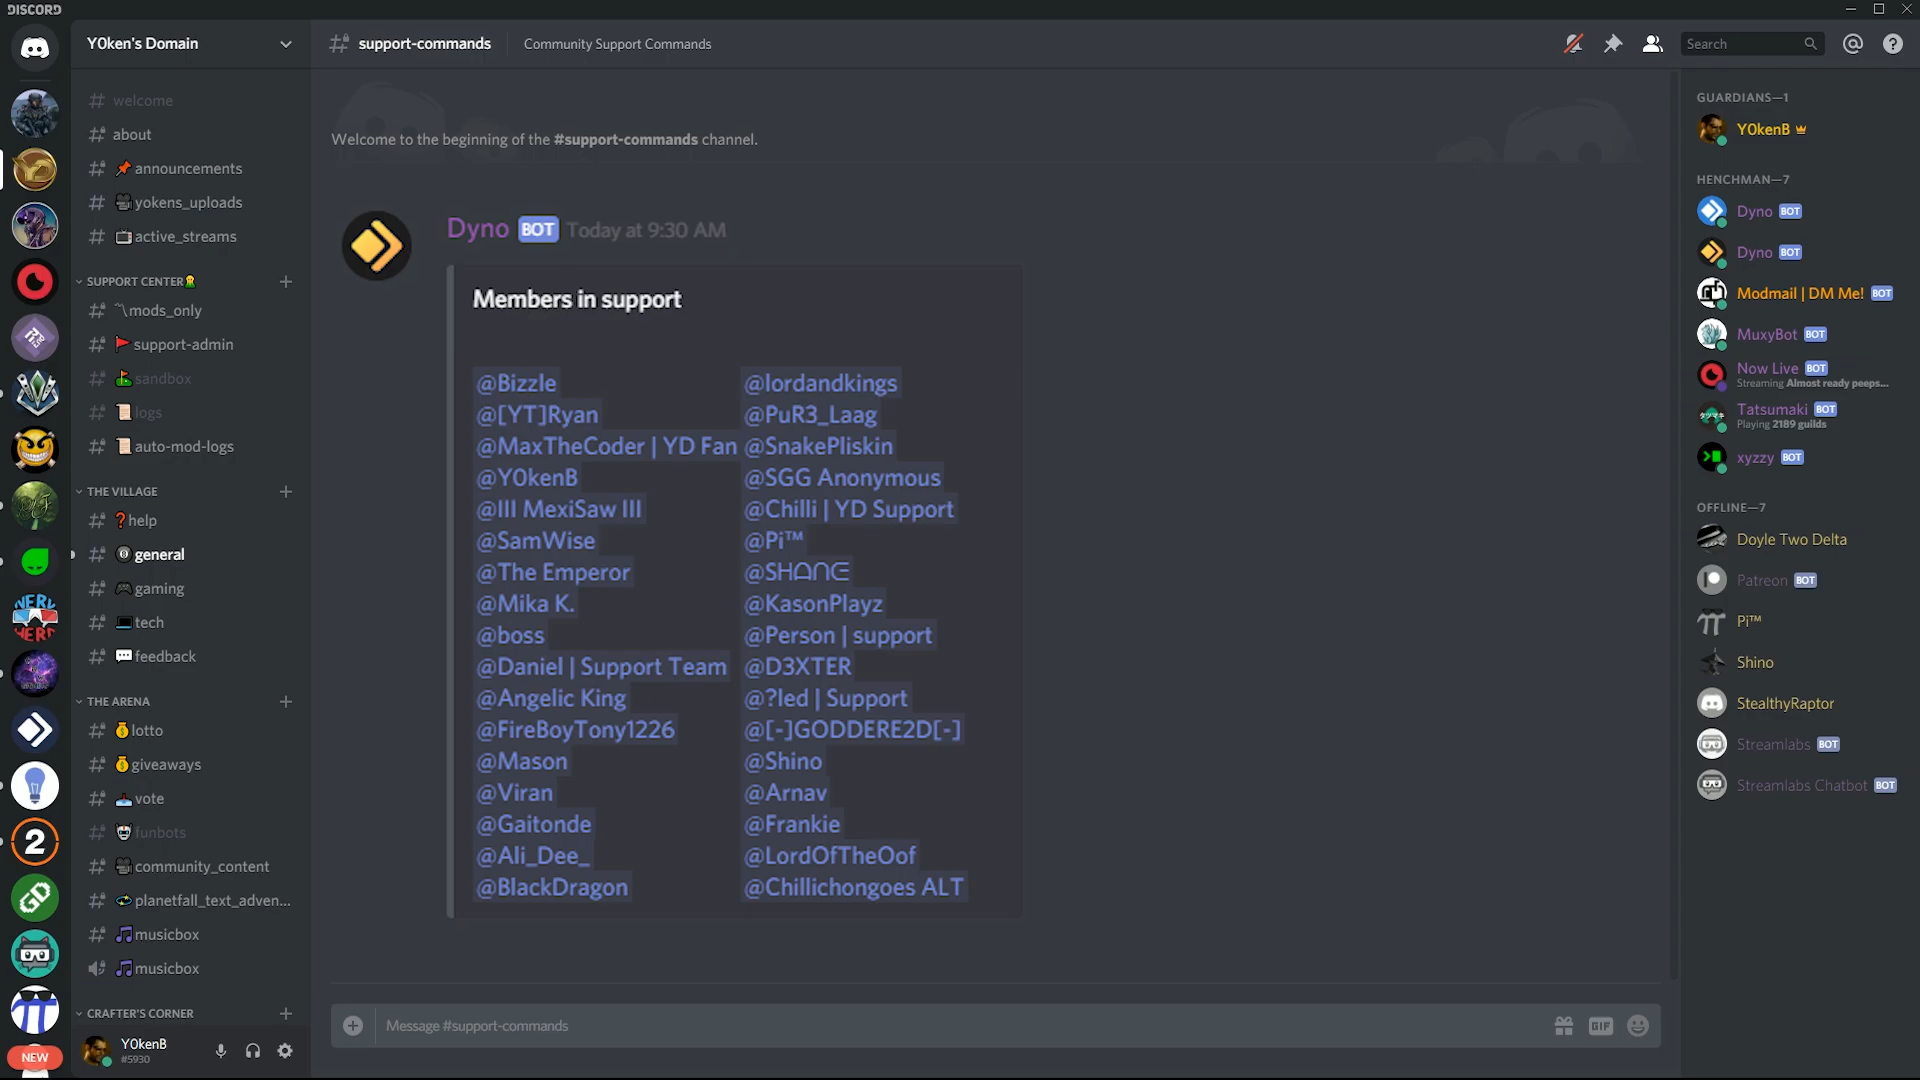 DISCORD
Y0ken's Domain
support-commands
Community Support Commands
Search
welcome
about
announcements
yokens_uploads
active_streams
SUPPORT CENTER
mods_only
support-admin
sandbox
logs
auto-mod-logs
THE VILLAGE
help
general
gaming
tech
feedback
THE ARENA
lotto
giveaways
vote
funbots
community_content
planetfall_text_adven...
musicbox
musicbox
CRAFTER'S CORNER
NEW
Y0kenB
#5930
Welcome to the beginning of the #support-commands channel.
Dyno BOT Today at 9:30 AM
Members in support
@Bizzle
@[YT]Ryan
@MaxTheCoder | YD Fan
@Y0kenB
@III MexiSaw III
@SamWise
@The Emperor
@Mika K.
@boss
@Daniel | Support Team
@Angelic King
@FireBoyTony1226
@Mason
@Viran
@Gaitonde
@Ali_Dee_
@BlackDragon
@lordandkings
@PuR3_Laag
@SnakePliskin
@SGG Anonymous
@Chilli | YD Support
@Pi™
@SHᗩᑎᕮ
@KasonPlayz
@Person | support
@D3XTER
@?led | Support
@[-]GODDERE2D[-]
@Shino
@Arnav
@Frankie
@LordOfTheOof
@Chillichongoes ALT
Message #support-commands
GIF
GUARDIANS—1
Y0kenB
HENCHMAN—7
Dyno BOT
Dyno BOT
Modmail | DM Me! BOT
MuxyBot BOT
Now Live BOT
Streaming Almost ready peeps...
Tatsumaki BOT
Playing 2189 guilds
xyzzy BOT
OFFLINE—7
Doyle Two Delta
Patreon BOT
Pi™
Shino
StealthyRaptor
Streamlabs BOT
Streamlabs Chatbot BOT